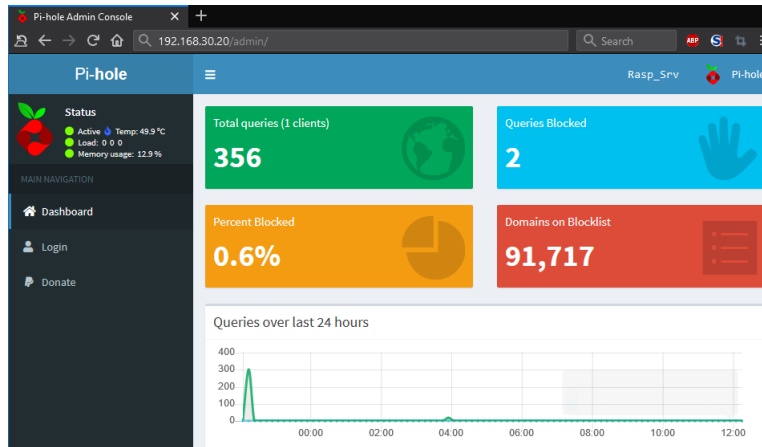 Pi-hole Admin Console
192.168.30.20/admin/
Search
ABP
S
Pi-hole
Rasp_Srv
Pi-hole
Status
Active Temp: 49.9 °C
Load: 0 0 0
Memory usage: 12.9 %
MAIN NAVIGATION
Dashboard
Login
Donate
Total queries (1 clients)
356
Queries Blocked
2
Percent Blocked
0.6%
Domains on Blocklist
91,717
Queries over last 24 hours
400
300
200
100
0
00:00 02:00 04:00 06:00 08:00 10:00 12:00